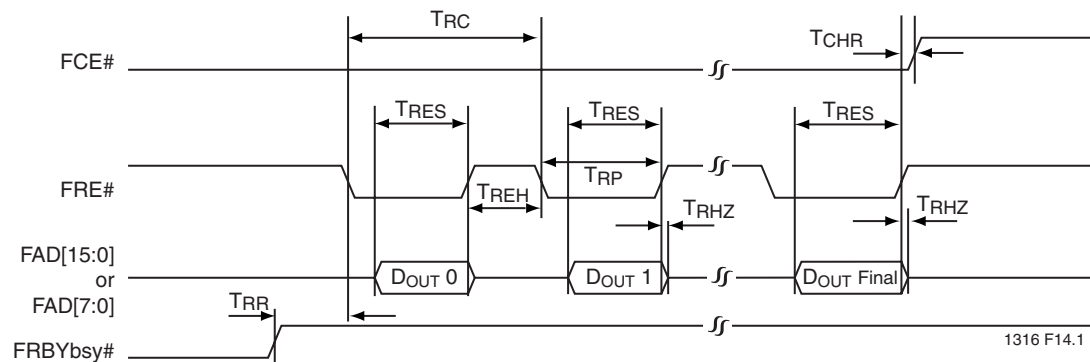 TRC
TCHR
FCE#
TRES
TRES
TRES
FRE#
TRP
TREH
TRHZ
TRHZ
FAD[15:0]
or
FAD[7:0]
DOUT 0
DOUT 1
DOUT Final
TRR
FRBYbsy#
1316 F14.1